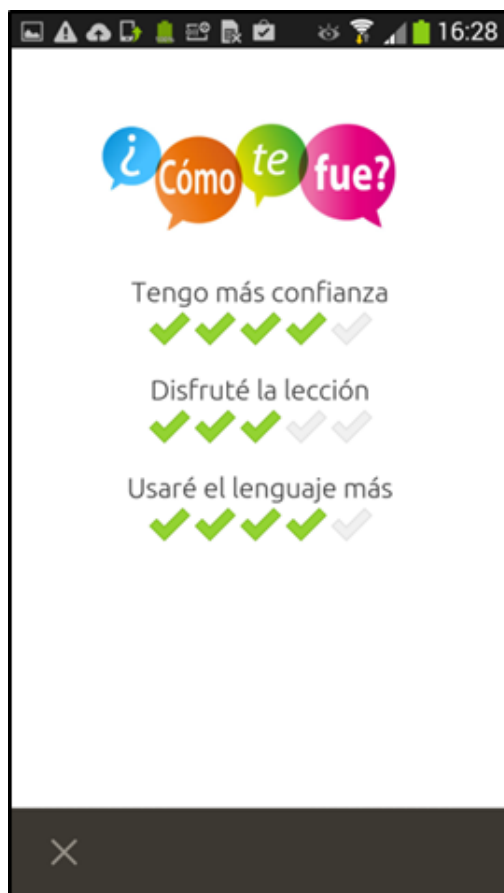 16:28
¿Cómo te fue?
Tengo más confianza
Disfruté la lección
Usaré el lenguaje más